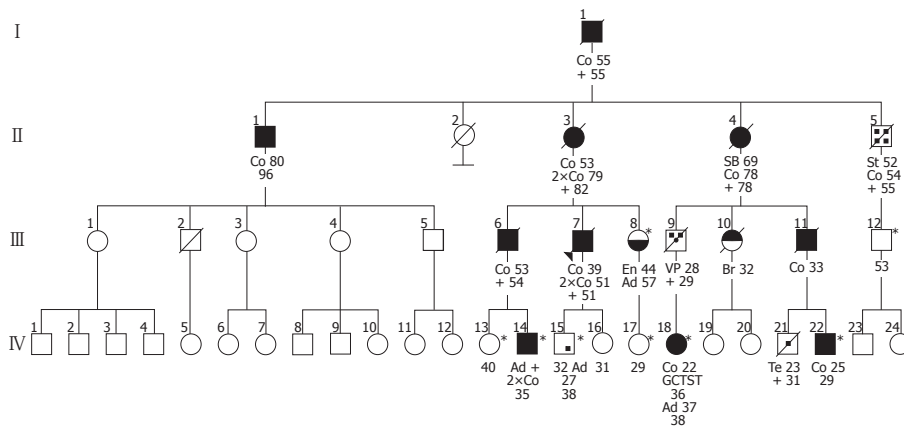 I
1
Co 55
+ 55
II
1 2 3 4 5
Co 80
96
Co 53
2×Co 79
+ 82
SB 69
Co 78
+ 78
St 52
Co 54
+ 55
III
1 2 3 4 5 6 7 8 * 9 10 11 12 *
Co 53
+ 54
Co 39
2×Co 51
+ 51
En 44
Ad 57
VP 28
+ 29
Br 32
Co 33
53
IV
1 2 3 4 5 6 7 8 9 10 11 12 13 * 14 * 15 * 16 17 * 18 * 19 20 21 22 * 23 24
40
Ad +
2×Co
35
32 Ad
27
38
31
29
Co 22
GCTST
36
Ad 37
38
Te 23
+ 31
Co 25
29